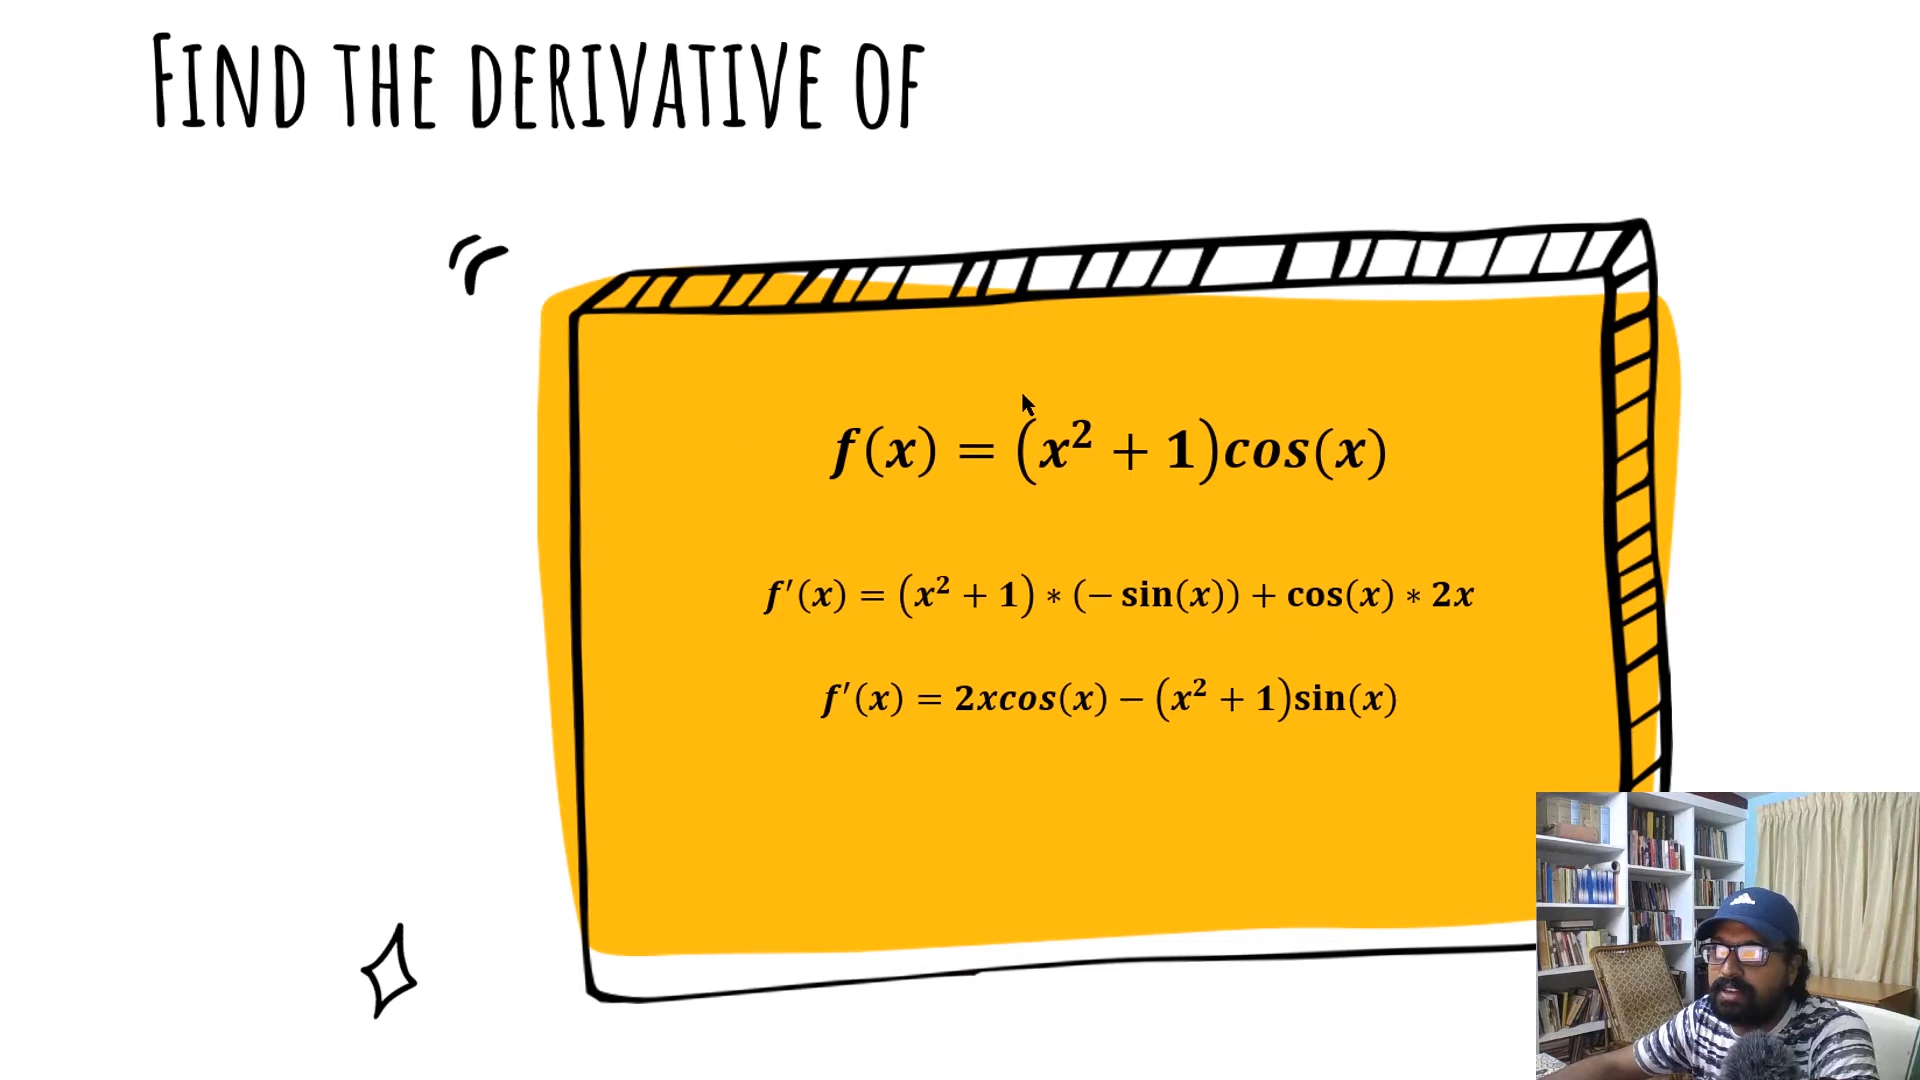 FIND THE DERIVATIVE OF
f(x) = (x² + 1)cos(x)
f′(x) = (x² + 1) ∗ (− sin(x)) + cos(x) ∗ 2x
f′(x) = 2xcos(x) − (x² + 1)sin(x)